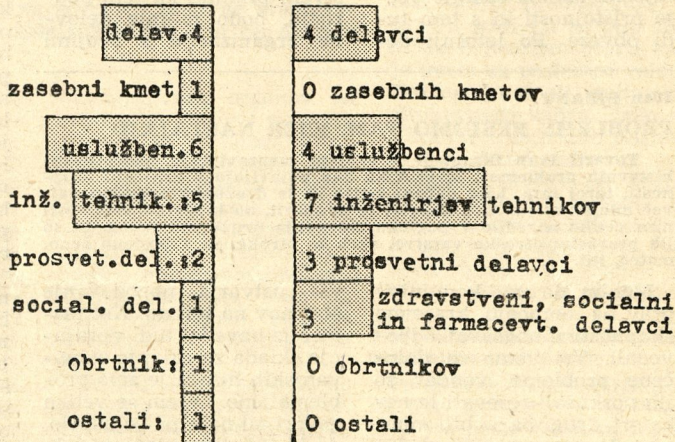 delav.4 4 delavci
zasebni kmet 1 0 zasebnih kmetov
uslužben.6 4 uslužbenci
inž. tehnik.:5 7 inženirjev tehnikov
prosvet.del.:2 3 prosvetni delavci
social. del. 1 3 zdravstveni, socialni
in farmacevt. delavci
obrtnik: 1 0 obrtnikov
ostali: 1 0 ostali